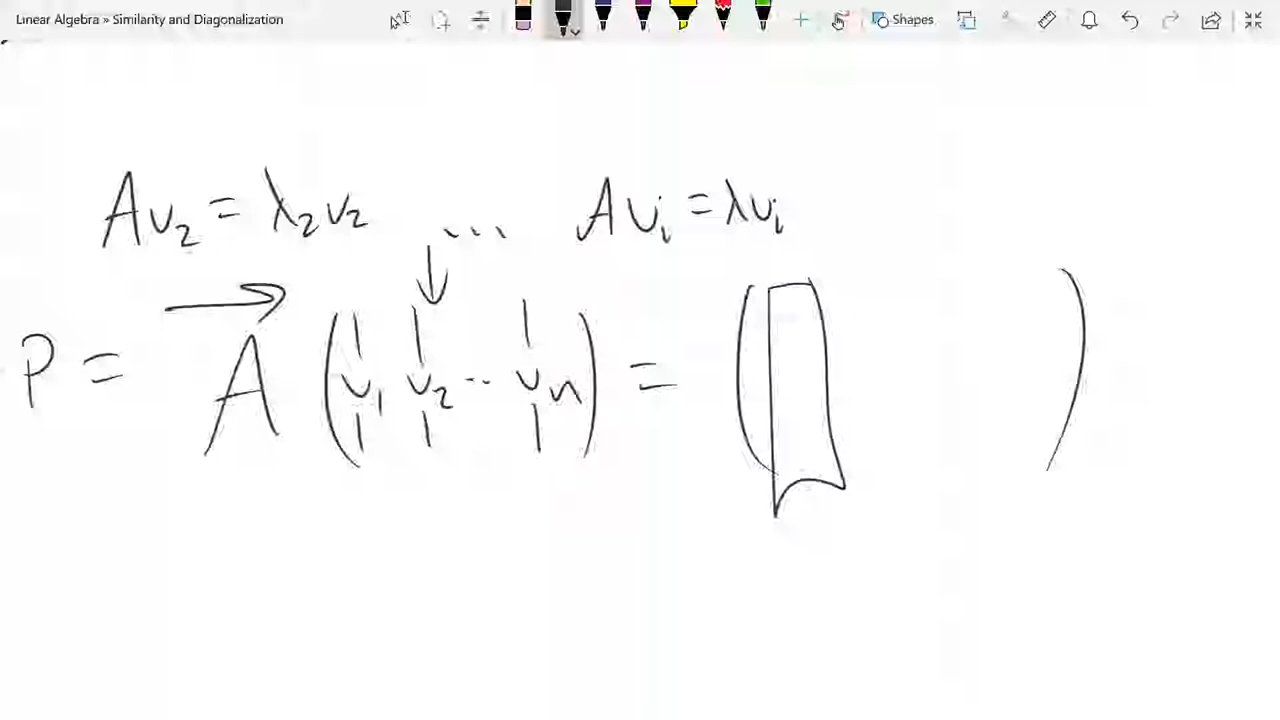 Linear Algebra » Similarity and Diagonalization
Shapes
Av₂ = λ₂v₂ ... Avᵢ = λvᵢ
P = A ( v₁ v₂ ·· vₙ ) = ( )